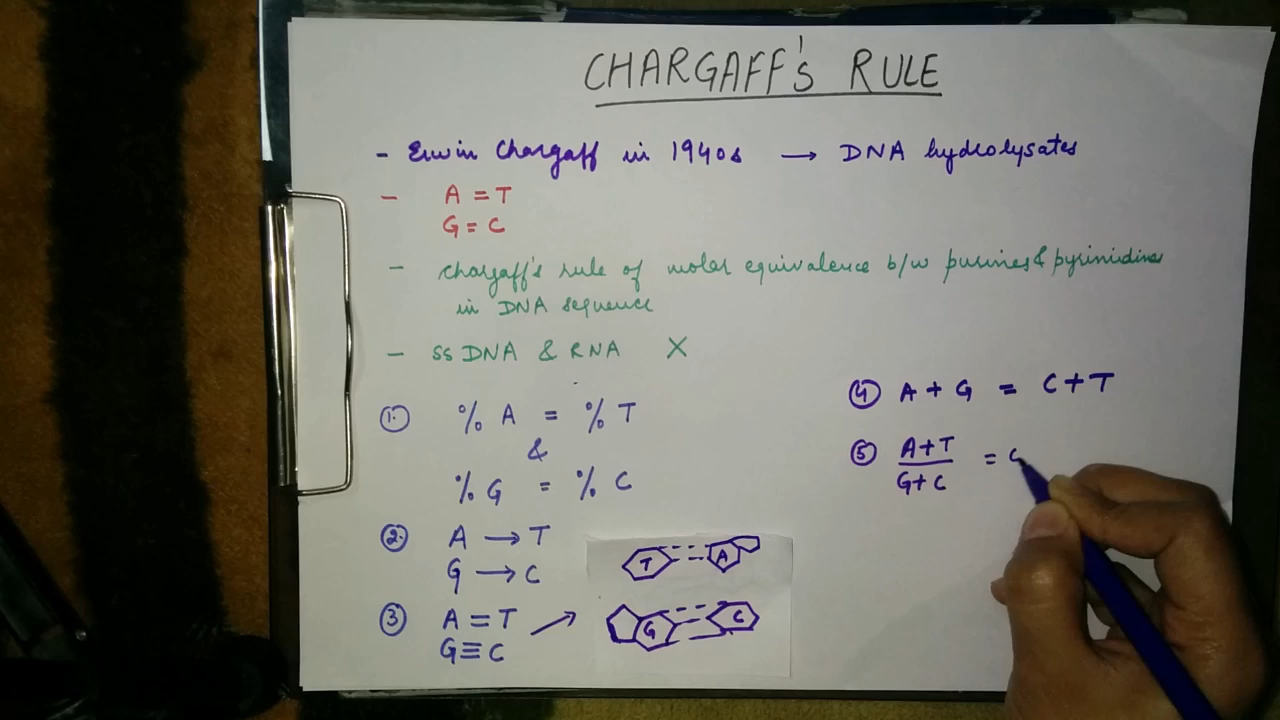 CHARGAFF's RULE
- Erwin Chargaff in 1940s → DNA hydrolysates
- A = T
G = C
- chargaff's rule of molar equivalence b/w purines & pyrimidines
in DNA sequence
- ss DNA & RNA X
① % A = % T
&
% G = % C
② A → T
G → C
③ A = T
G ≡ C
T A
G C
④ A + G = C + T
⑤ A+T
= C
G+C